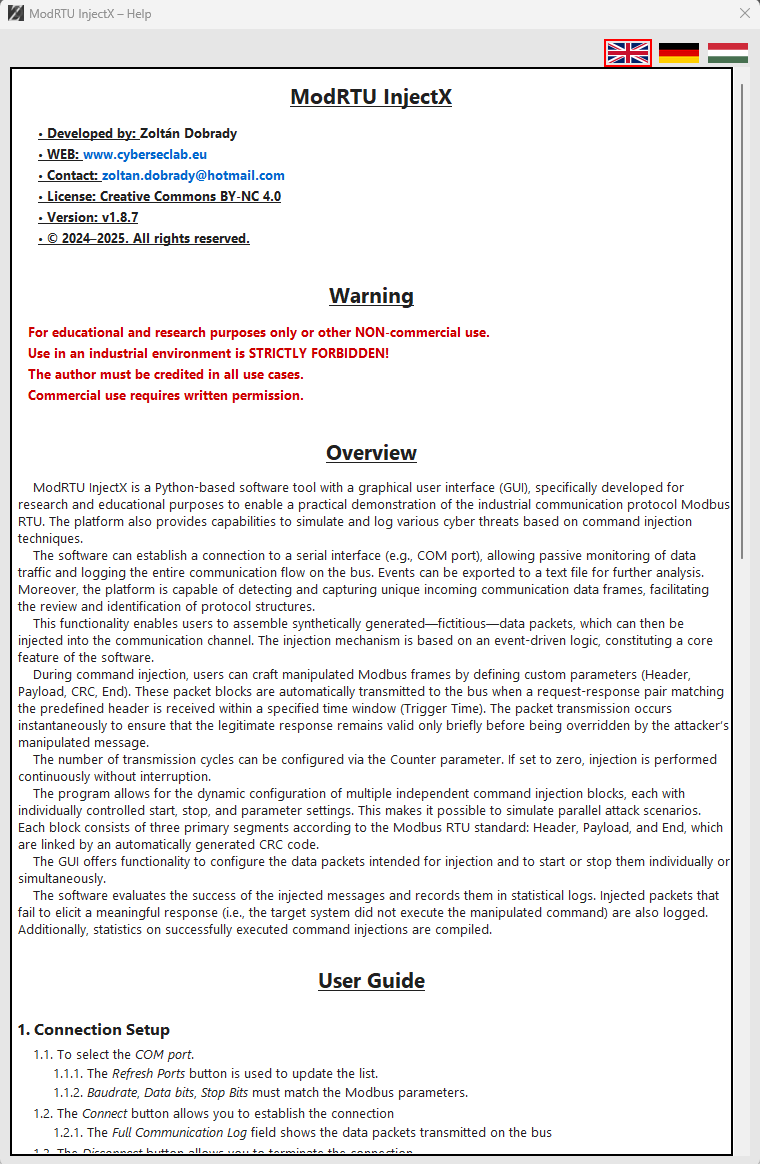 ModRTU InjectX – Help
ModRTU InjectX
• Developed by: Zoltán Dobrady
• WEB: www.cyberseclab.eu
• Contact: zoltan.dobrady@hotmail.com
• License: Creative Commons BY-NC 4.0
• Version: v1.8.7
• © 2024–2025. All rights reserved.
Warning
For educational and research purposes only or other NON-commercial use.
Use in an industrial environment is STRICTLY FORBIDDEN!
The author must be credited in all use cases.
Commercial use requires written permission.
Overview
ModRTU InjectX is a Python-based software tool with a graphical user interface (GUI), specifically developed for
research and educational purposes to enable a practical demonstration of the industrial communication protocol Modbus
RTU. The platform also provides capabilities to simulate and log various cyber threats based on command injection
techniques.
The software can establish a connection to a serial interface (e.g., COM port), allowing passive monitoring of data
traffic and logging the entire communication flow on the bus. Events can be exported to a text file for further analysis.
Moreover, the platform is capable of detecting and capturing unique incoming communication data frames, facilitating
the review and identification of protocol structures.
This functionality enables users to assemble synthetically generated—fictitious—data packets, which can then be
injected into the communication channel. The injection mechanism is based on an event-driven logic, constituting a core
feature of the software.
During command injection, users can craft manipulated Modbus frames by defining custom parameters (Header,
Payload, CRC, End). These packet blocks are automatically transmitted to the bus when a request-response pair matching
the predefined header is received within a specified time window (Trigger Time). The packet transmission occurs
instantaneously to ensure that the legitimate response remains valid only briefly before being overridden by the attacker's
manipulated message.
The number of transmission cycles can be configured via the Counter parameter. If set to zero, injection is performed
continuously without interruption.
The program allows for the dynamic configuration of multiple independent command injection blocks, each with
individually controlled start, stop, and parameter settings. This makes it possible to simulate parallel attack scenarios.
Each block consists of three primary segments according to the Modbus RTU standard: Header, Payload, and End, which
are linked by an automatically generated CRC code.
The GUI offers functionality to configure the data packets intended for injection and to start or stop them individually or
simultaneously.
The software evaluates the success of the injected messages and records them in statistical logs. Injected packets that
fail to elicit a meaningful response (i.e., the target system did not execute the manipulated command) are also logged.
Additionally, statistics on successfully executed command injections are compiled.
User Guide
1. Connection Setup
1.1. To select the COM port.
1.1.1. The Refresh Ports button is used to update the list.
1.1.2. Baudrate, Data bits, Stop Bits must match the Modbus parameters.
1.2. The Connect button allows you to establish the connection
1.2.1. The Full Communication Log field shows the data packets transmitted on the bus
1.3. The Disconnect button allows you to terminate the connection